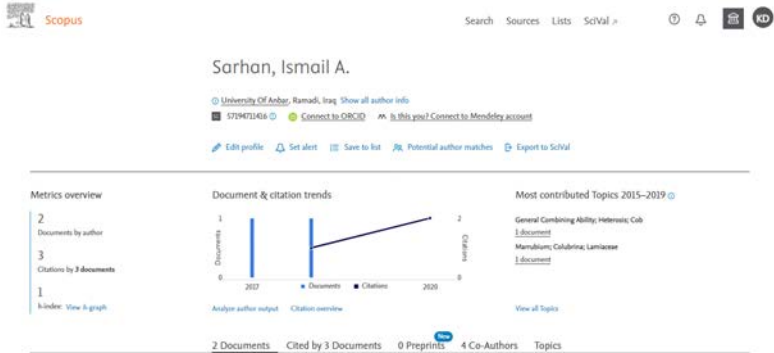 Scopus
Search Sources Lists SciVal ↗ KD
Sarhan, Ismail A.
University Of Anbar, Ramadi, Iraq Show all author info
57194711416 Connect to ORCID Is this you? Connect to Mendeley account
Edit profile Set alert Save to list Potential author matches Export to SciVal
Metrics overview
2
Documents by author
3
Citations by 3 documents
1
h-index: View h-graph
Document & citation trends
1 2
Documents
Citations
0 0
2017 Documents Citations 2020
Analyze author output Citation overview
Most contributed Topics 2015–2019
General Combining Ability; Heterosis; Cob
1 document
Marrubium; Colubrina; Lamiaceae
1 document
View all Topics
New
2 Documents Cited by 3 Documents 0 Preprints 4 Co-Authors Topics